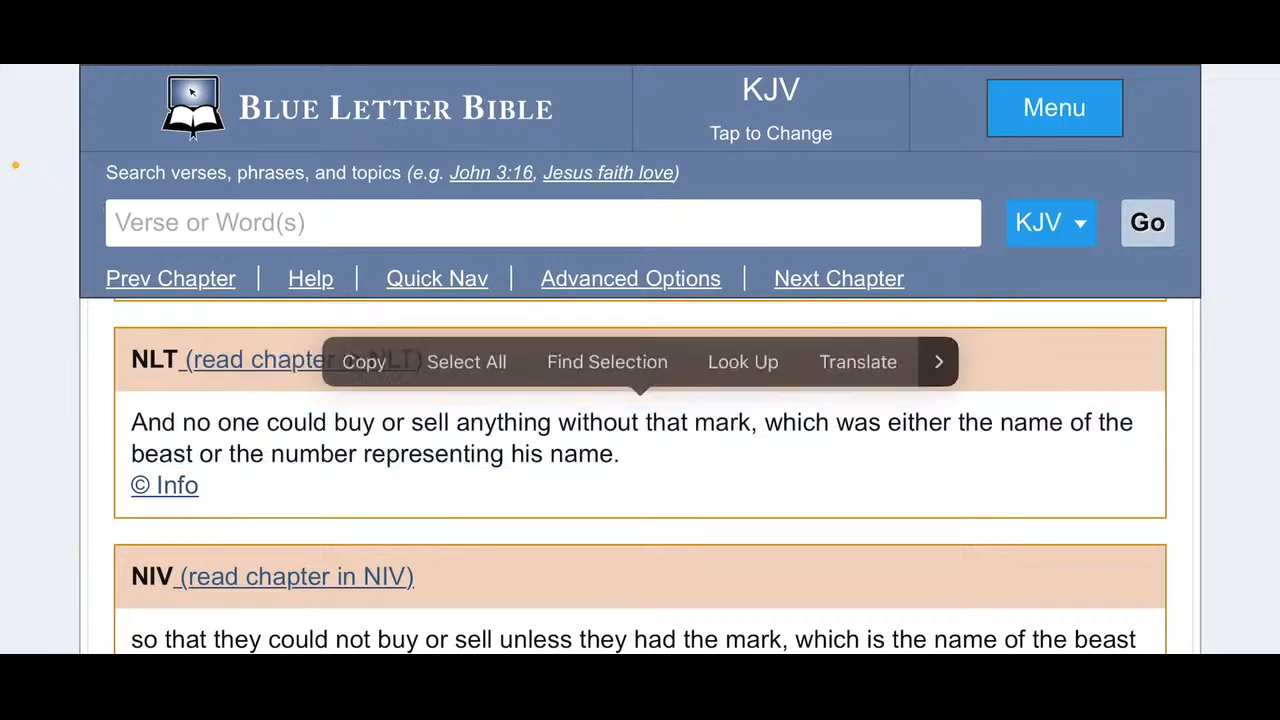 BLUE LETTER BIBLE
KJV
Tap to Change
Menu
Search verses, phrases, and topics (e.g. John 3:16, Jesus faith love)
Verse or Word(s)
KJV
Go
Prev Chapter | Help | Quick Nav | Advanced Options | Next Chapter
NLT (read chapter in NLT)
Copy Select All Find Selection Look Up Translate >
And no one could buy or sell anything without that mark, which was either the name of the
beast or the number representing his name.
© Info
NIV (read chapter in NIV)
so that they could not buy or sell unless they had the mark, which is the name of the beast